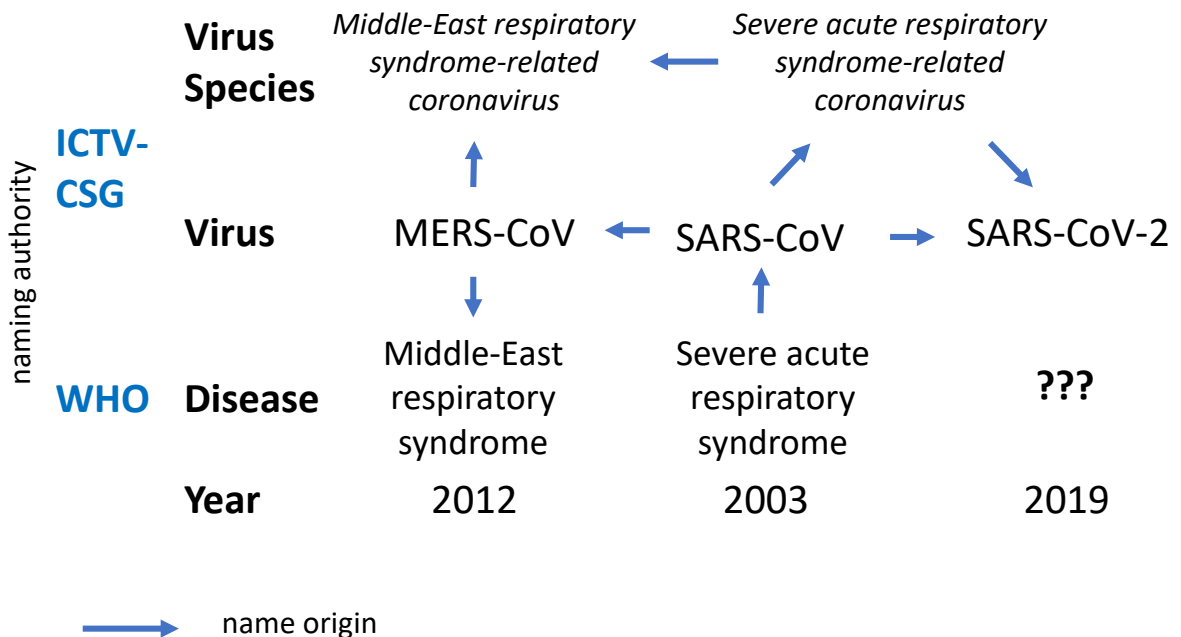 Virus
Species
Middle-East respiratory
syndrome-related
coronavirus
Severe acute respiratory
syndrome-related
coronavirus
naming authority
ICTV-
CSG
Virus
MERS-CoV
SARS-CoV
SARS-CoV-2
WHO
Disease
Middle-East
respiratory
syndrome
Severe acute
respiratory
syndrome
???
Year
2012
2003
2019
name origin